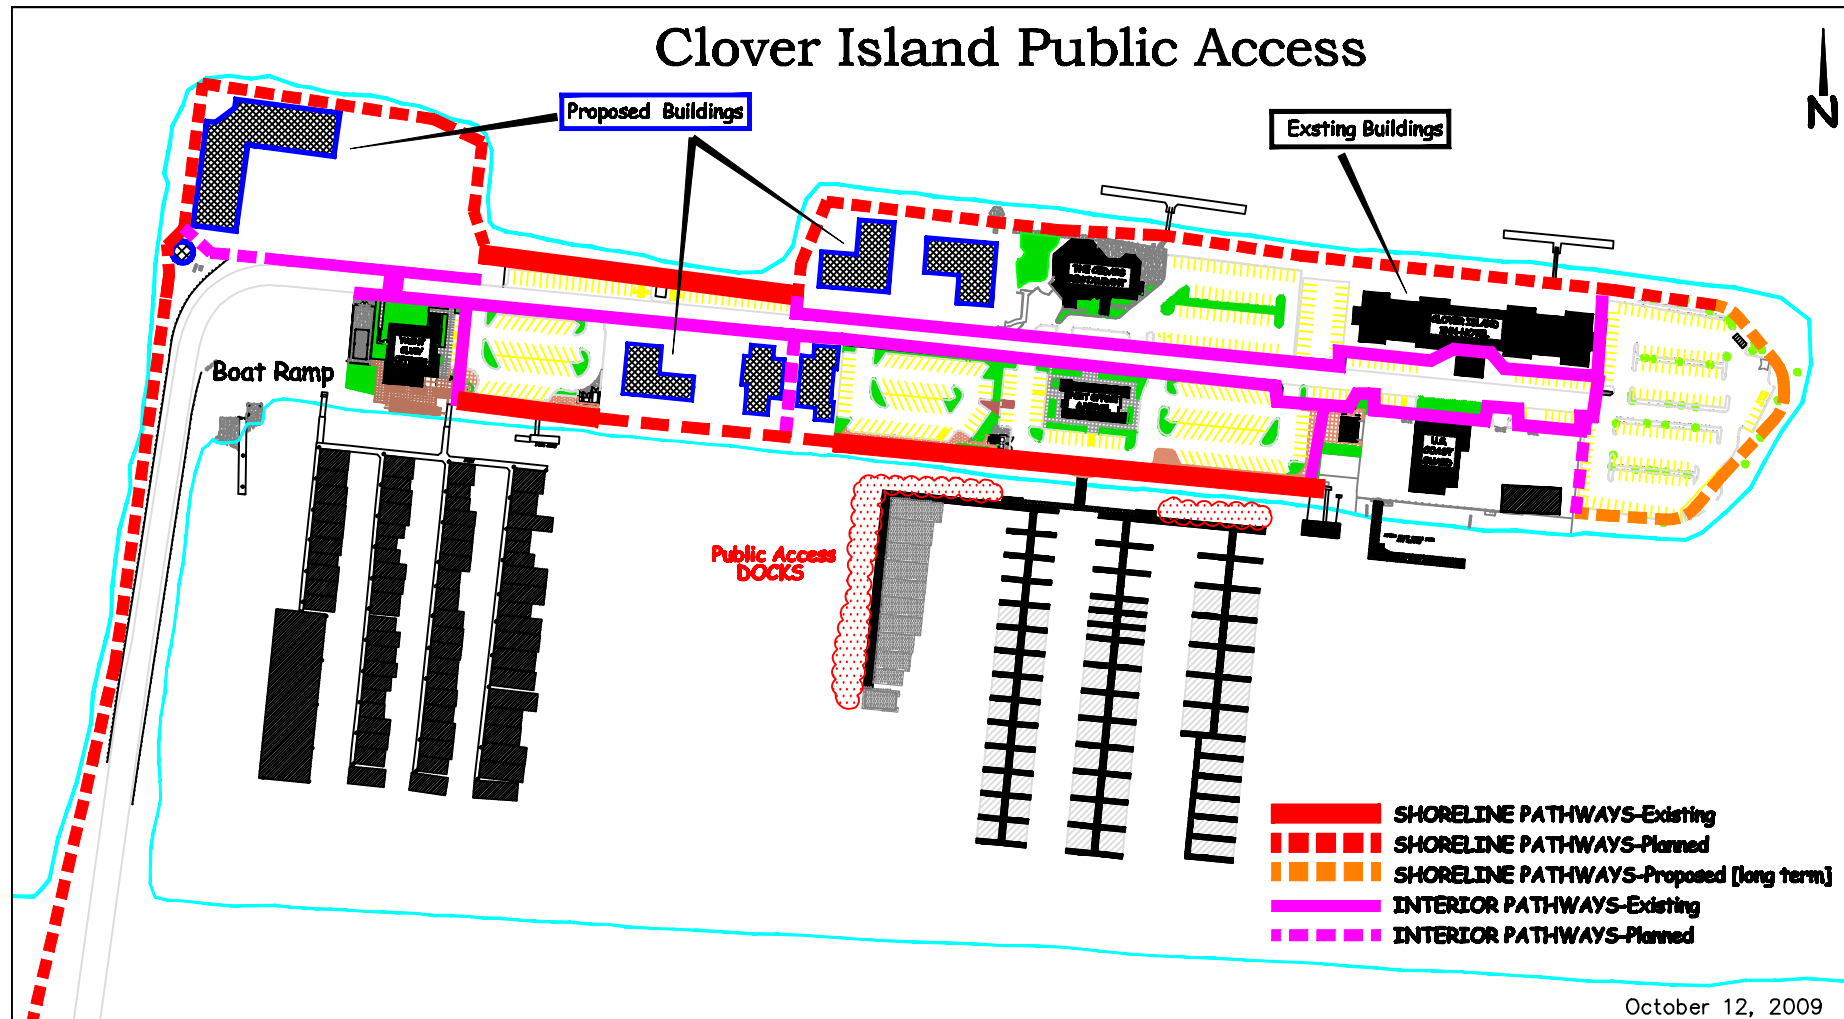 Clover Island Public Access
N
Proposed Buildings
Exsting Buildings
Boat Ramp
U.S.
COAST
Public Access
DOCKS
SHORELINE PATHWAYS-Existing
SHORELINE PATHWAYS-Planned
SHORELINE PATHWAYS-Proposed [long term]
INTERIOR PATHWAYS-Existing
INTERIOR PATHWAYS-Planned
October 12, 2009